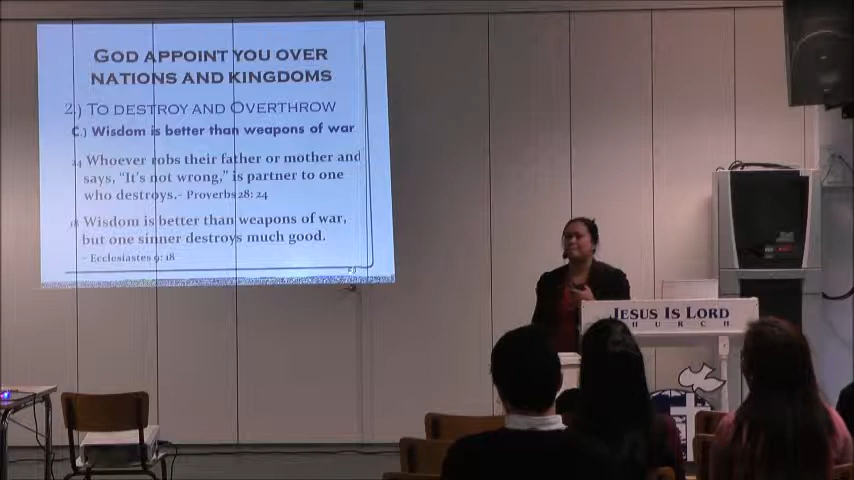 GOD APPOINT YOU OVER
NATIONS AND KINGDOMS
2.) TO DESTROY AND OVERTHROW
C.) Wisdom is better than weapons of war
24 Whoever robs their father or mother and
says, "It's not wrong," is partner to one
who destroys.- Proverbs 28: 24
18 Wisdom is better than weapons of war,
but one sinner destroys much good.
- Ecclesiastes 9: 18
JESUS IS LORD
CHURCH